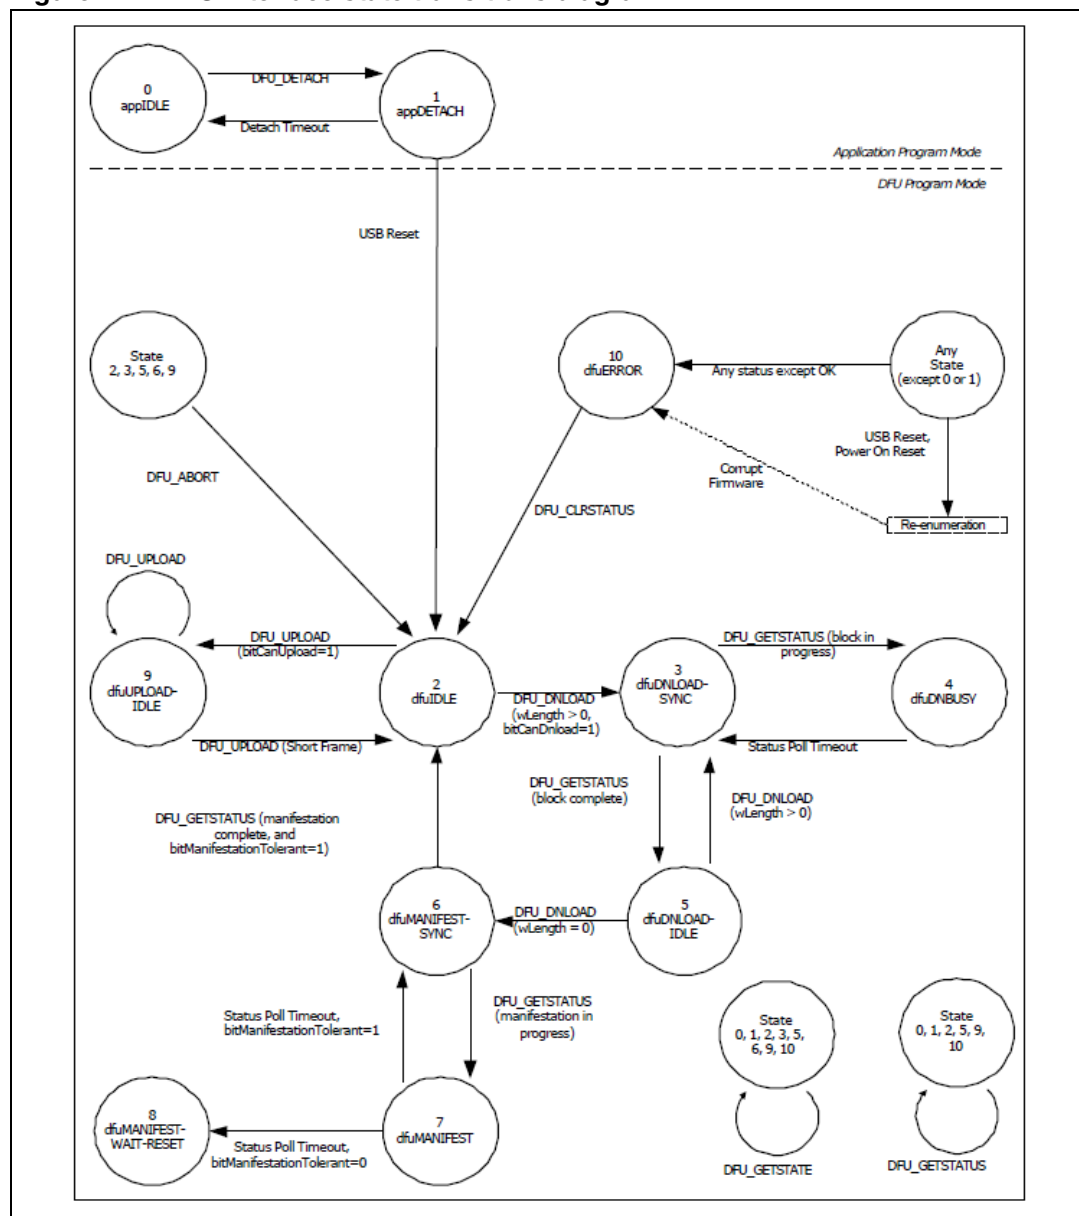 0
appIDLE
DFU_DETACH
1
appDETACH
Detach Timeout
Application Program Mode
DFU Program Mode
USB Reset
State
2, 3, 5, 6, 9
10
dfuERROR
Any status except OK
Any
State
(except 0 or 1)
USB Reset,
Power On Reset
DFU_ABORT
Corrupt
Firmware
DFU_CLRSTATUS
Re-enumeration
DFU_UPLOAD
DFU_UPLOAD
(bitCanUpload=1)
DFU_GETSTATUS (block in
progress)
9
dfuUPLOAD-
IDLE
2
dfuIDLE
DFU_DNLOAD
(wLength > 0,
bitCanDnload=1)
3
dfuDNLOAD-
SYNC
4
dfuDNBUSY
DFU_UPLOAD (Short Frame)
Status Poll Timeout
DFU_GETSTATUS
(block complete)
DFU_DNLOAD
(wLength > 0)
DFU_GETSTATUS (manifestation
complete, and
bitManifestationTolerant=1)
6
dfuMANIFEST-
SYNC
DFU_DNLOAD
(wLength = 0)
5
dfuDNLOAD-
IDLE
Status Poll Timeout,
bitManifestationTolerant=1
DFU_GETSTATUS
(manifestation in
progress)
State
0, 1, 2, 3, 5,
6, 9, 10
State
0, 1, 2, 5, 9,
10
8
dfuMANIFEST-
WAIT-RESET
Status Poll Timeout,
bitManifestationTolerant=0
7
dfuMANIFEST
DFU_GETSTATE
DFU_GETSTATUS